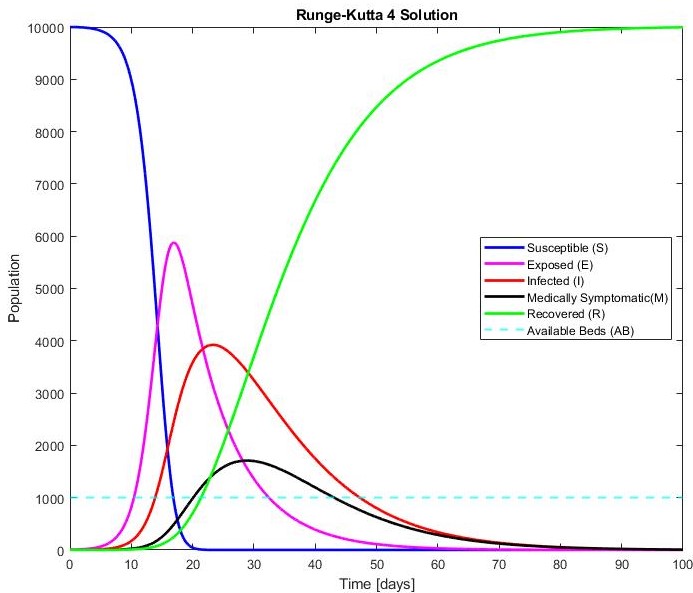 Runge-Kutta 4 Solution
10000
9000
8000
7000
6000
5000
4000
3000
2000
1000
0
Population
Susceptible (S)
Exposed (E)
Infected (I)
Medically Symptomatic(M)
Recovered (R)
Available Beds (AB)
0 10 20 30 40 50 60 70 80 90 100
Time [days]